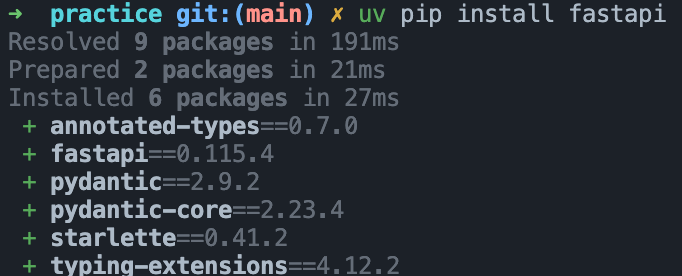 ➜ practice git:(main) ✗ uv pip install fastapi
Resolved 9 packages in 191ms
Prepared 2 packages in 21ms
Installed 6 packages in 27ms
+ annotated-types==0.7.0
+ fastapi==0.115.4
+ pydantic==2.9.2
+ pydantic-core==2.23.4
+ starlette==0.41.2
+ typing-extensions==4.12.2